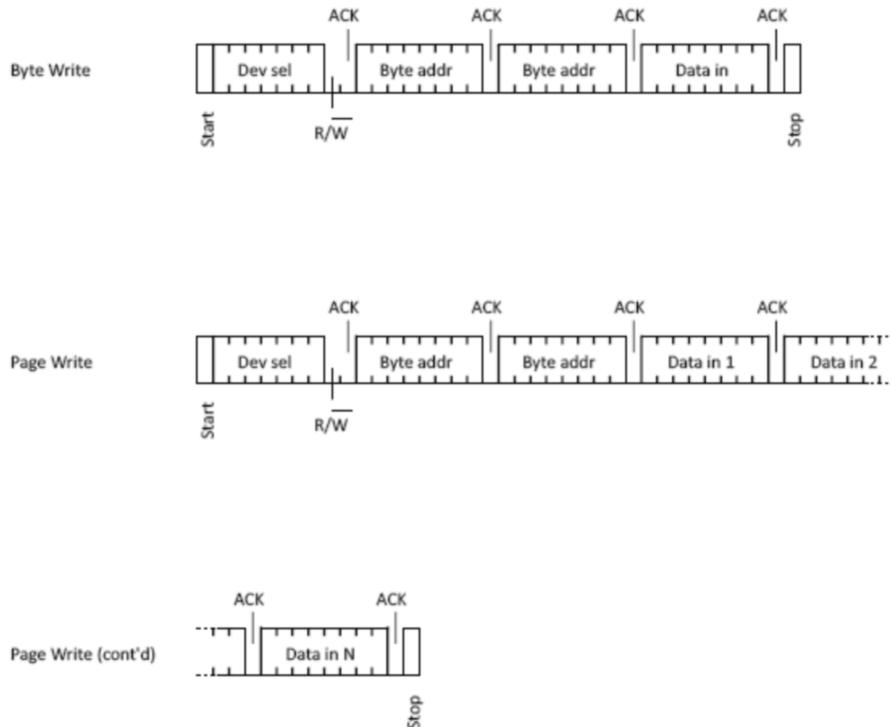 ACK ACK ACK ACK
Byte Write Dev sel Byte addr Byte addr Data in
Start R/W Stop
ACK ACK ACK ACK
Page Write Dev sel Byte addr Byte addr Data in 1 Data in 2
Start R/W
ACK ACK
Page Write (cont'd) Data in N
Stop